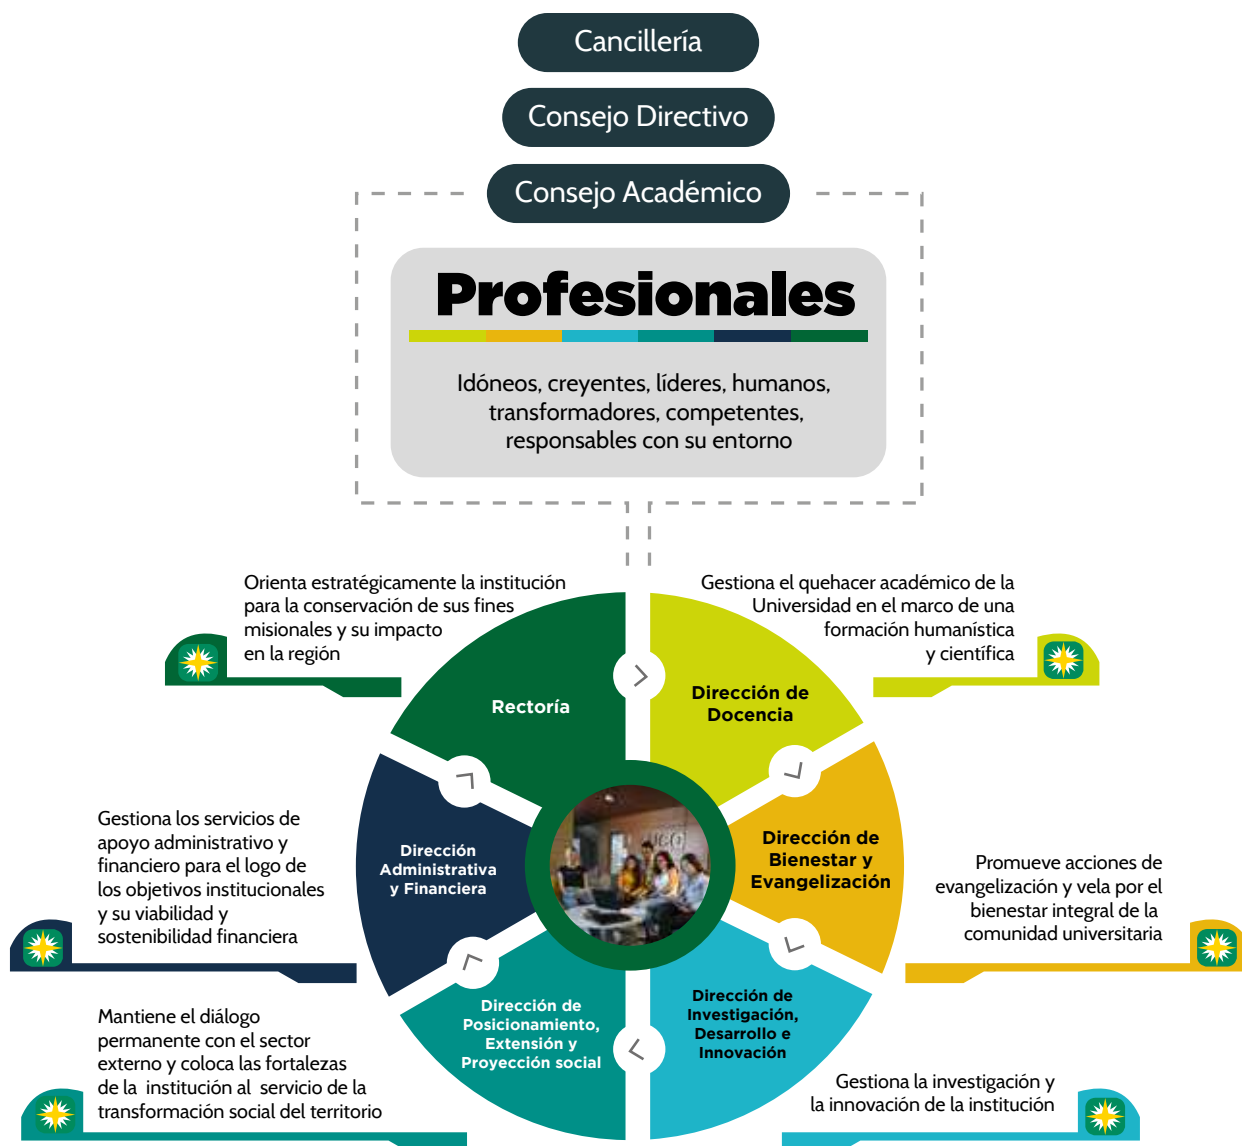 Cancillería
Consejo Directivo
Consejo Académico
Profesionales
Idóneos, creyentes, líderes, humanos,
transformadores, competentes,
responsables con su entorno
Orienta estratégicamente la institución
para la conservación de sus fines
misionales y su impacto
en la región
Gestiona el quehacer académico de la
Universidad en el marco de una
formación humanística
y científica
Rectoría
Dirección de
Docencia
Gestiona los servicios de
apoyo administrativo y
financiero para el logo de
los objetivos institucionales
y su viabilidad y
sostenibilidad financiera
Dirección
Administrativa
y Financiera
Dirección de
Bienestar y
Evangelización
Promueve acciones de
evangelización y vela por el
bienestar integral de la
comunidad universitaria
Mantiene el diálogo
permanente con el sector
externo y coloca las fortalezas
de la institución al servicio de la
transformación social del territorio
Dirección de
Posicionamiento,
Extensión y
Proyección social
Dirección de
Investigación,
Desarrollo e
Innovación
Gestiona la investigación y
la innovación de la institución